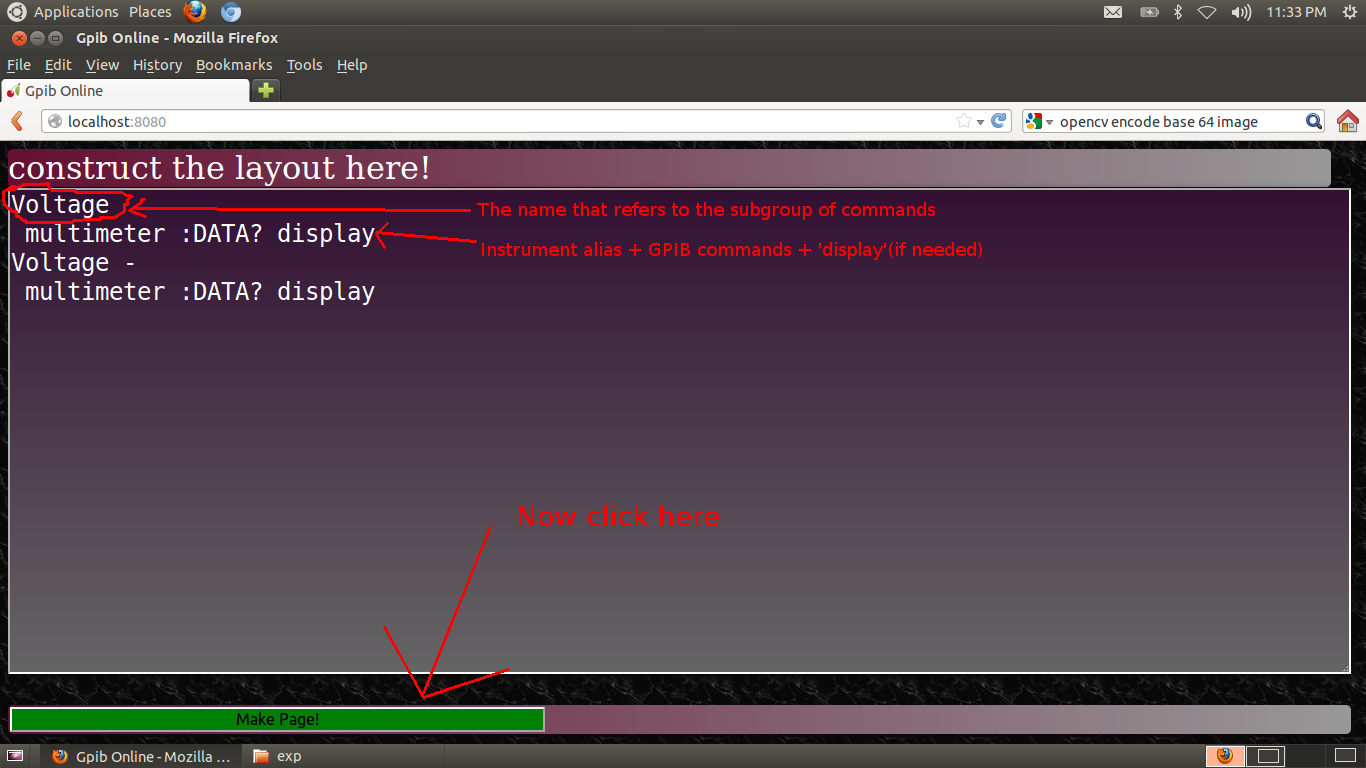 Applications Places 11:33 PM
Gpib Online - Mozilla Firefox
File Edit View History Bookmarks Tools Help
Gpib Online
localhost:8080 opencv encode base 64 image
construct the layout here!
Voltage
The name that refers to the subgroup of commands
multimeter :DATA? display
Instrument alias + GPIB commands + 'display'(if needed)
Voltage -
multimeter :DATA? display
Now click here
Make Page!
Gpib Online - Mozilla ... exp